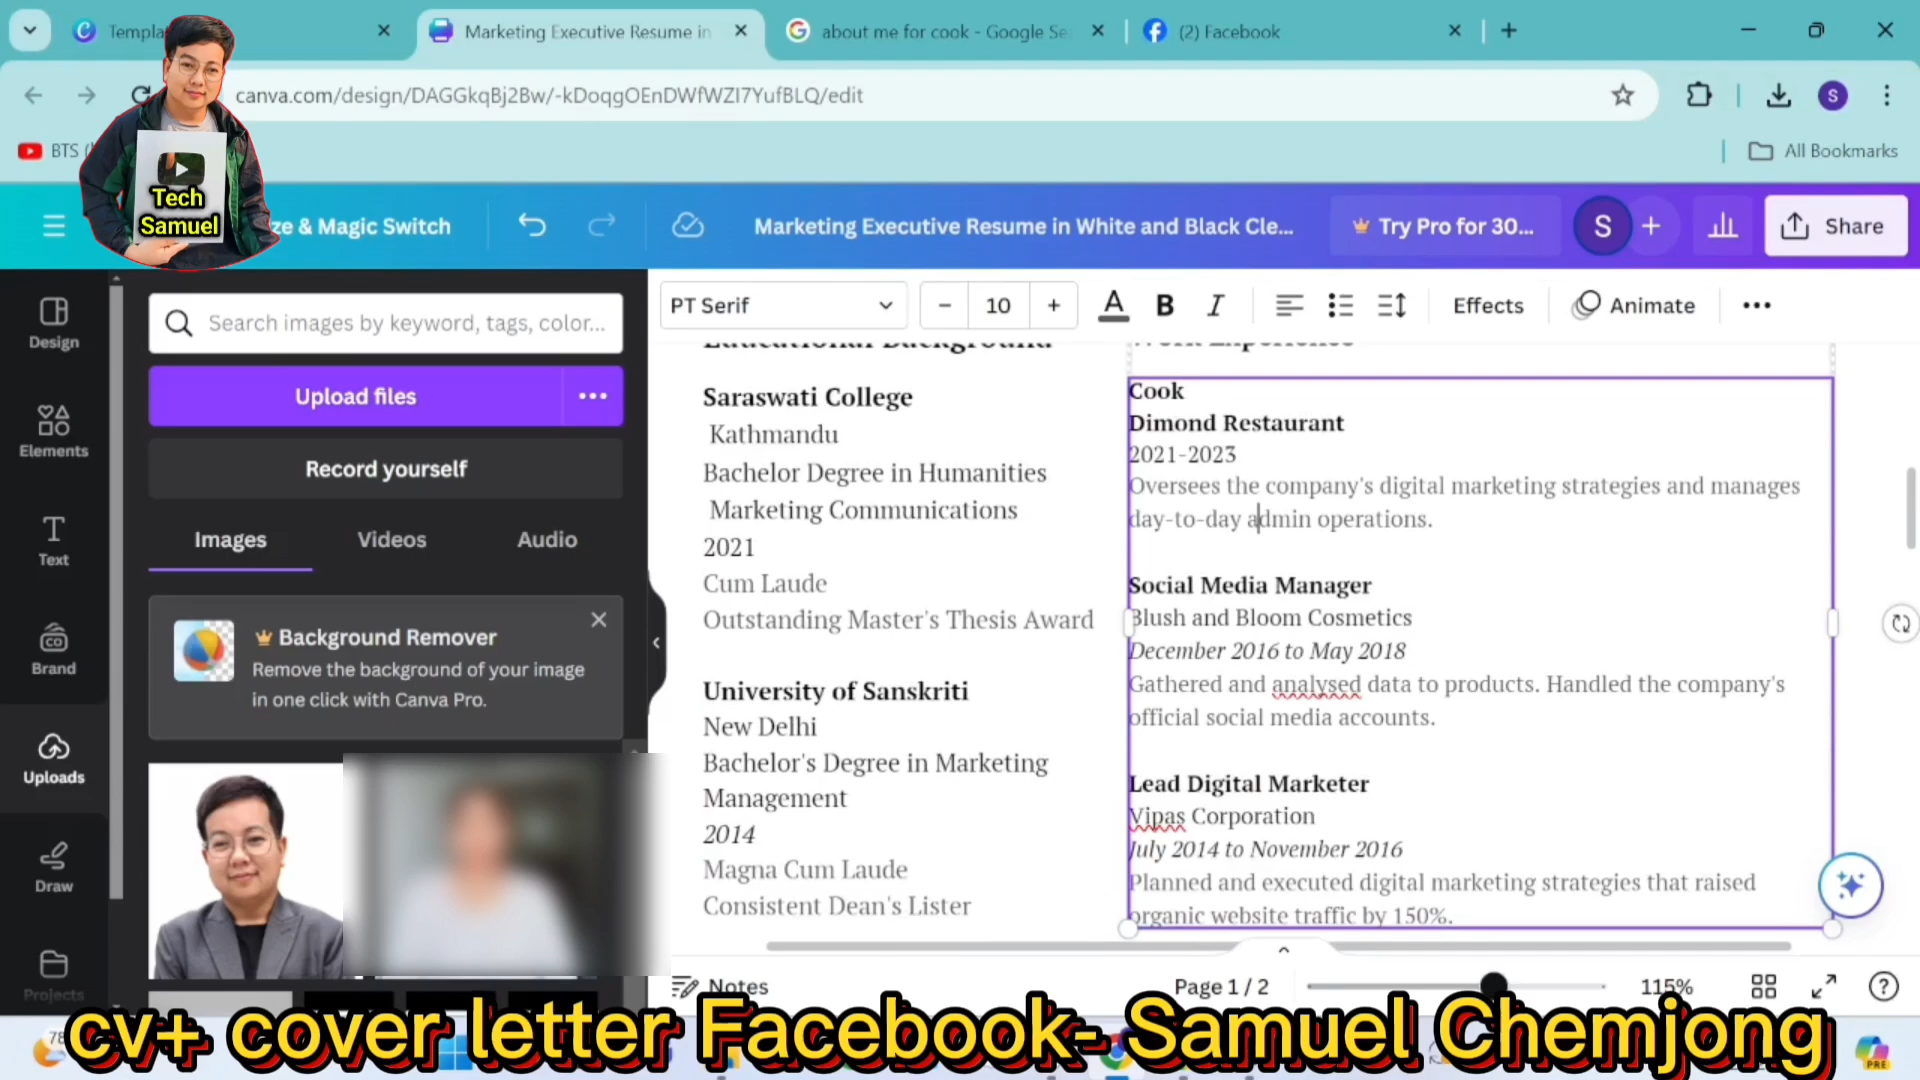 Templa
Marketing Executive Resume in
about me for cook - Google Se
(2) Facebook
canva.com/design/DAGGkqBj2Bw/-kDoqgOEnDWfWZI7YufBLQ/edit
S
BTS
All Bookmarks
Tech
Samuel
ze & Magic Switch
Marketing Executive Resume in White and Black Cle...
Try Pro for 30...
S
Share
Design
Elements
Text
Brand
Uploads
Draw
Projects
Search images by keyword, tags, color...
Upload files
Record yourself
Images
Videos
Audio
Background Remover
Remove the background of your image
in one click with Canva Pro.
PT Serif
10
A
B
I
Effects
Animate
Educational Background
Saraswati College
Kathmandu
Bachelor Degree in Humanities
Marketing Communications
2021
Cum Laude
Outstanding Master's Thesis Award
University of Sanskriti
New Delhi
Bachelor's Degree in Marketing
Management
2014
Magna Cum Laude
Consistent Dean's Lister
Work Experience
Cook
Dimond Restaurant
2021-2023
Oversees the company's digital marketing strategies and manages
day-to-day admin operations.
Social Media Manager
Blush and Bloom Cosmetics
December 2016 to May 2018
Gathered and analysed data to products. Handled the company's
official social media accounts.
Lead Digital Marketer
Vipas Corporation
July 2014 to November 2016
Planned and executed digital marketing strategies that raised
organic website traffic by 150%.
Notes
Page 1 / 2
115%
78
PRE
cv+ cover letter Facebook- Samuel Chemjong